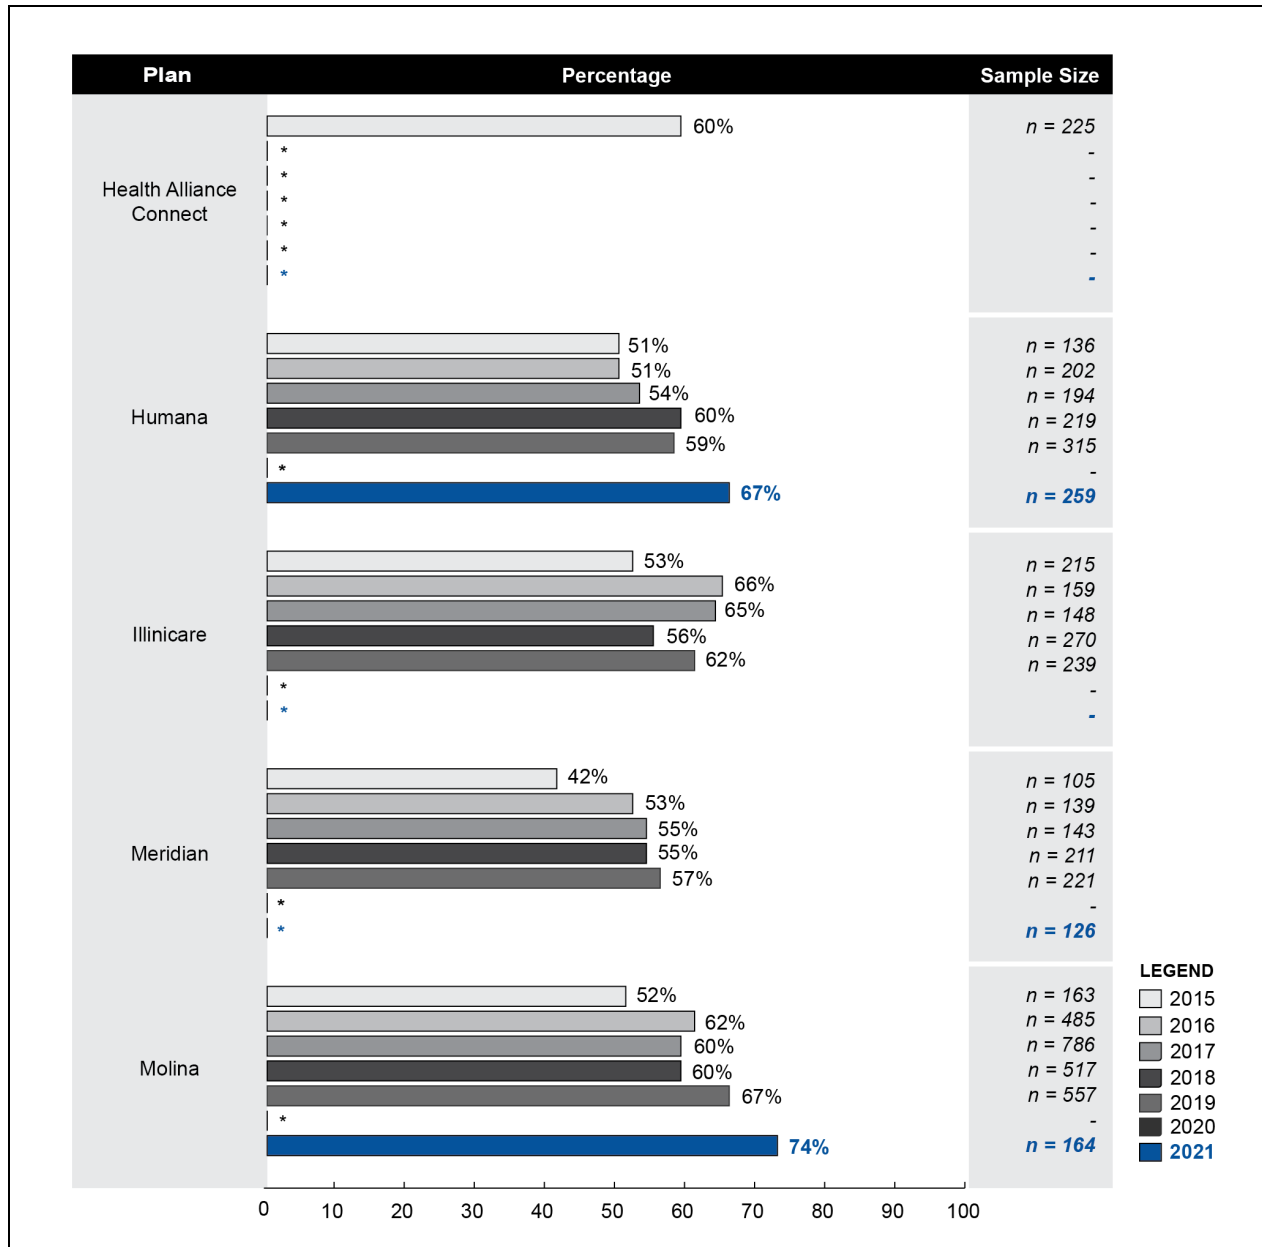 Plan Percentage Sample Size
Health Alliance
Connect
60% n = 225
* -
* -
* -
* -
* -
* -
Humana
51% n = 136
51% n = 202
54% n = 194
60% n = 219
59% n = 315
* -
67% n = 259
Illinicare
53% n = 215
66% n = 159
65% n = 148
56% n = 270
62% n = 239
* -
* -
Meridian
42% n = 105
53% n = 139
55% n = 143
55% n = 211
57% n = 221
* -
* n = 126
Molina
52% n = 163
62% n = 485
60% n = 786
60% n = 517
67% n = 557
* -
74% n = 164
0 10 20 30 40 50 60 70 80 90 100
LEGEND
2015
2016
2017
2018
2019
2020
2021